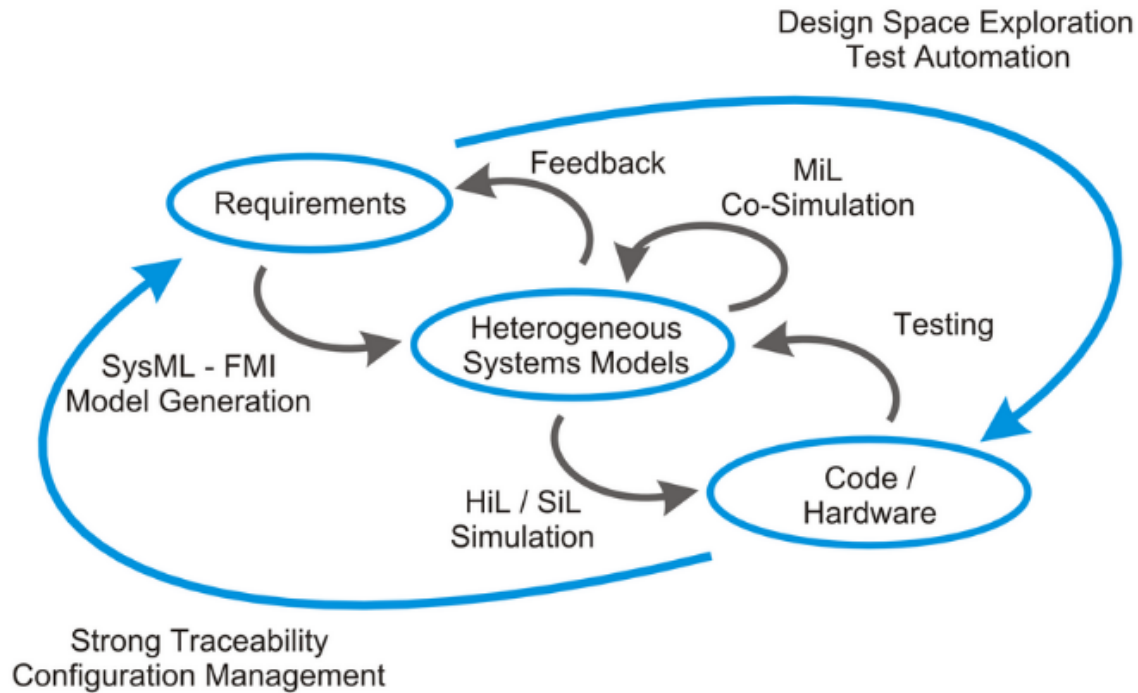 Design Space Exploration
Test Automation
Feedback
MiL
Co-Simulation
Requirements
Heterogeneous
Systems Models
Testing
SysML - FMI
Model Generation
Code /
Hardware
HiL / SiL
Simulation
Strong Traceability
Configuration Management